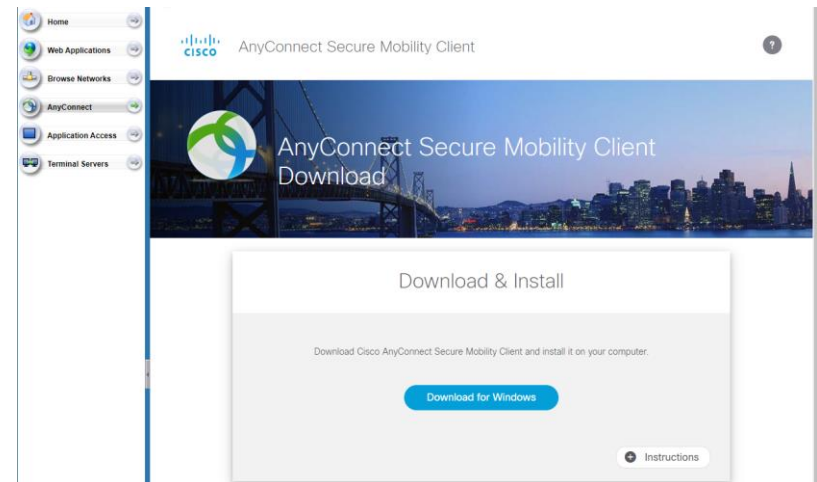 Home
Web Applications
Browse Networks
AnyConnect
Application Access
Terminal Servers
CISCO
AnyConnect Secure Mobility Client
?
AnyConnect Secure Mobility Client
Download
Download & Install
Download Cisco AnyConnect Secure Mobility Client and install it on your computer.
Download for Windows
Instructions